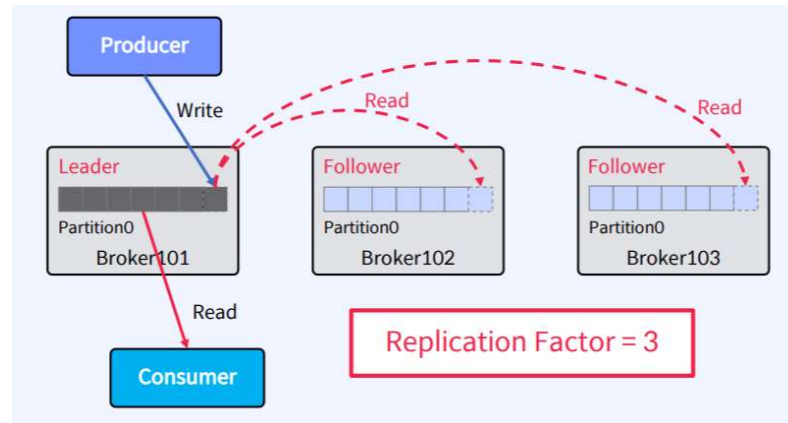 Producer
Write
Read
Read
Leader
Partition0
Broker101
Follower
Partition0
Broker102
Follower
Partition0
Broker103
Read
Replication Factor = 3
Consumer